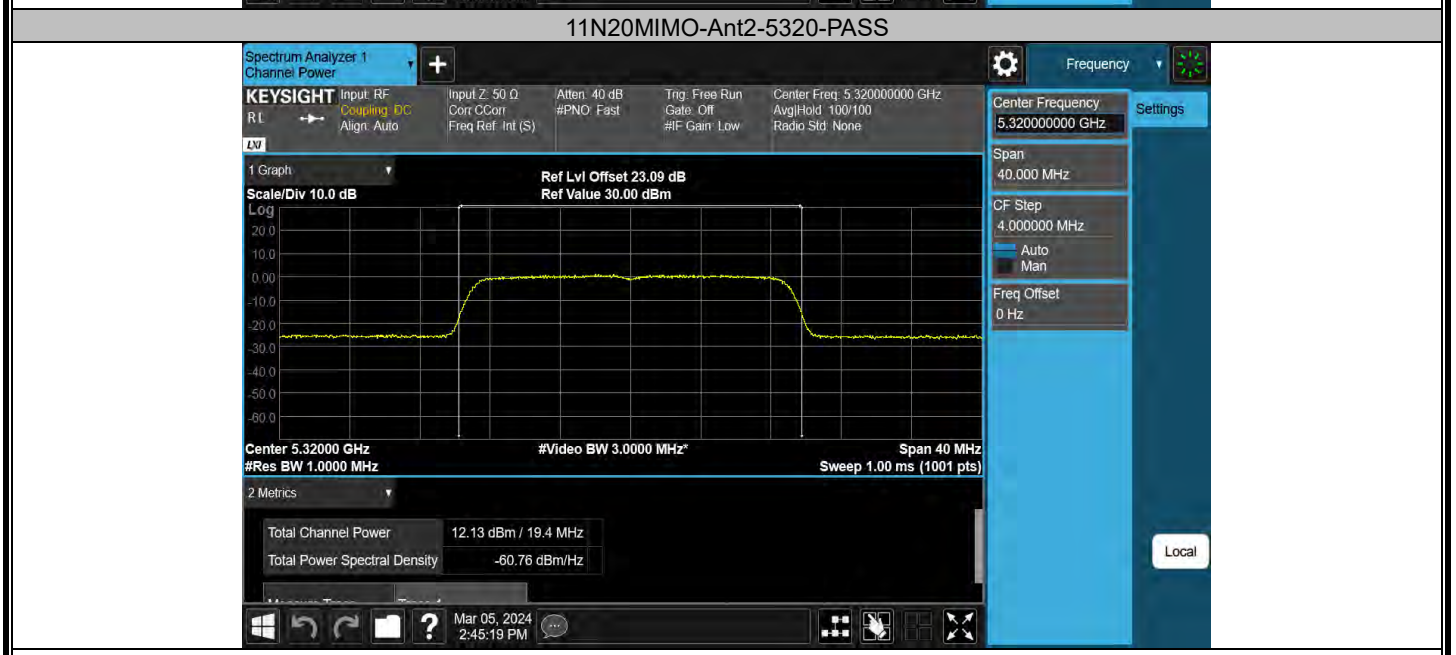 11N20MIMO-Ant2-5320-PASS
Spectrum Analyzer 1
Channel Power
Frequency
KEYSIGHT
RL
LXI
Input: RF
Coupling: DC
Align: Auto
Input Z: 50 Ω
Corr CCorr
Freq Ref: Int (S)
Atten: 40 dB
#PNO: Fast
Trig: Free Run
Gate: Off
#IF Gain: Low
Center Freq: 5.320000000 GHz
Avg|Hold: 100/100
Radio Std: None
Center Frequency
5.320000000 GHz
Settings
Span
40.000 MHz
CF Step
4.000000 MHz
Auto
Man
Freq Offset
0 Hz
Local
1 Graph
Scale/Div 10.0 dB
Ref Lvl Offset 23.09 dB
Ref Value 30.00 dBm
Log
20.0
10.0
0.00
-10.0
-20.0
-30.0
-40.0
-50.0
-60.0
Center 5.32000 GHz
#Video BW 3.0000 MHz*
Span 40 MHz
#Res BW 1.0000 MHz
Sweep 1.00 ms (1001 pts)
2 Metrics
Total Channel Power 12.13 dBm / 19.4 MHz
Total Power Spectral Density -60.76 dBm/Hz
?
Mar 05, 2024
2:45:19 PM